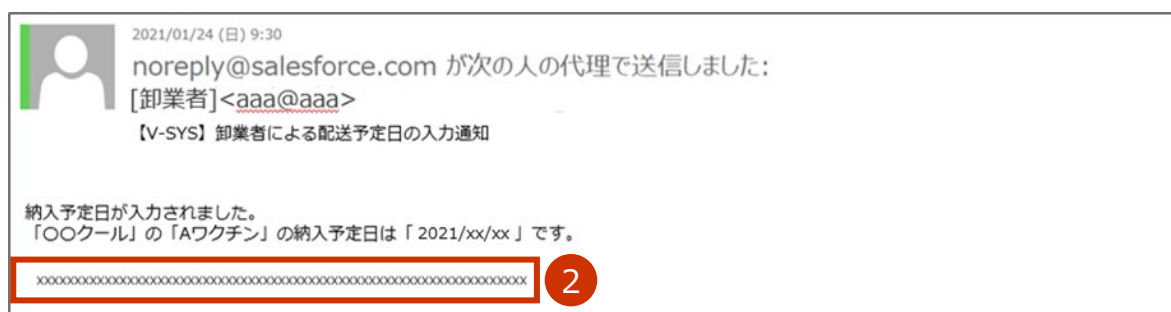 2021/01/24 (日) 9:30
noreply@salesforce.com が次の人の代理で送信しました:
[卸業者]<aaa@aaa>
【V-SYS】卸業者による配送予定日の入力通知
納入予定日が入力されました。
「〇〇クール」の「Aワクチン」の納入予定日は「 2021/xx/xx 」です。
xxxxxxxxxxxxxxxxxxxxxxxxxxxxxxxxxxxxxxxxxxxxxxxxxxxxxxxxxxxxxxxxxx
2